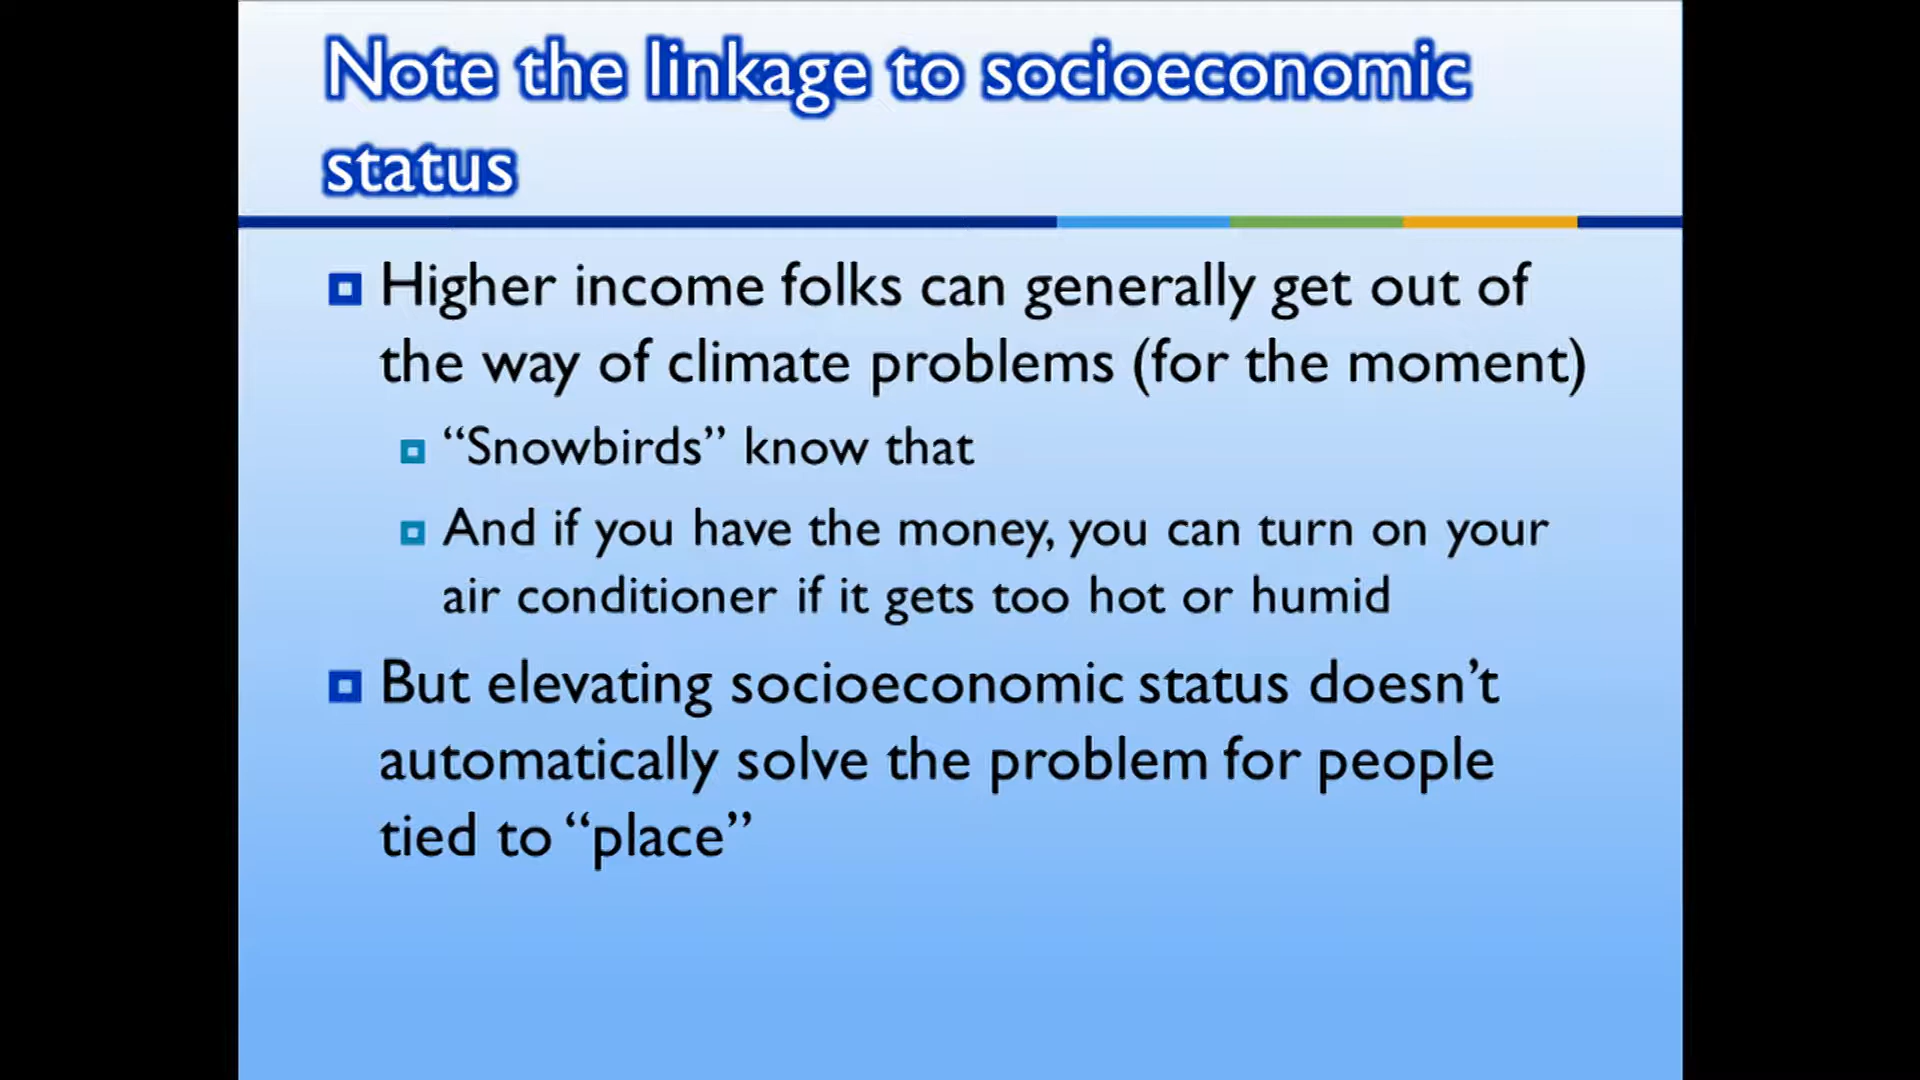 Note the linkage to socioeconomic
status
Higher income folks can generally get out of
the way of climate problems (for the moment)
“Snowbirds” know that
And if you have the money, you can turn on your
air conditioner if it gets too hot or humid
But elevating socioeconomic status doesn’t
automatically solve the problem for people
tied to “place”